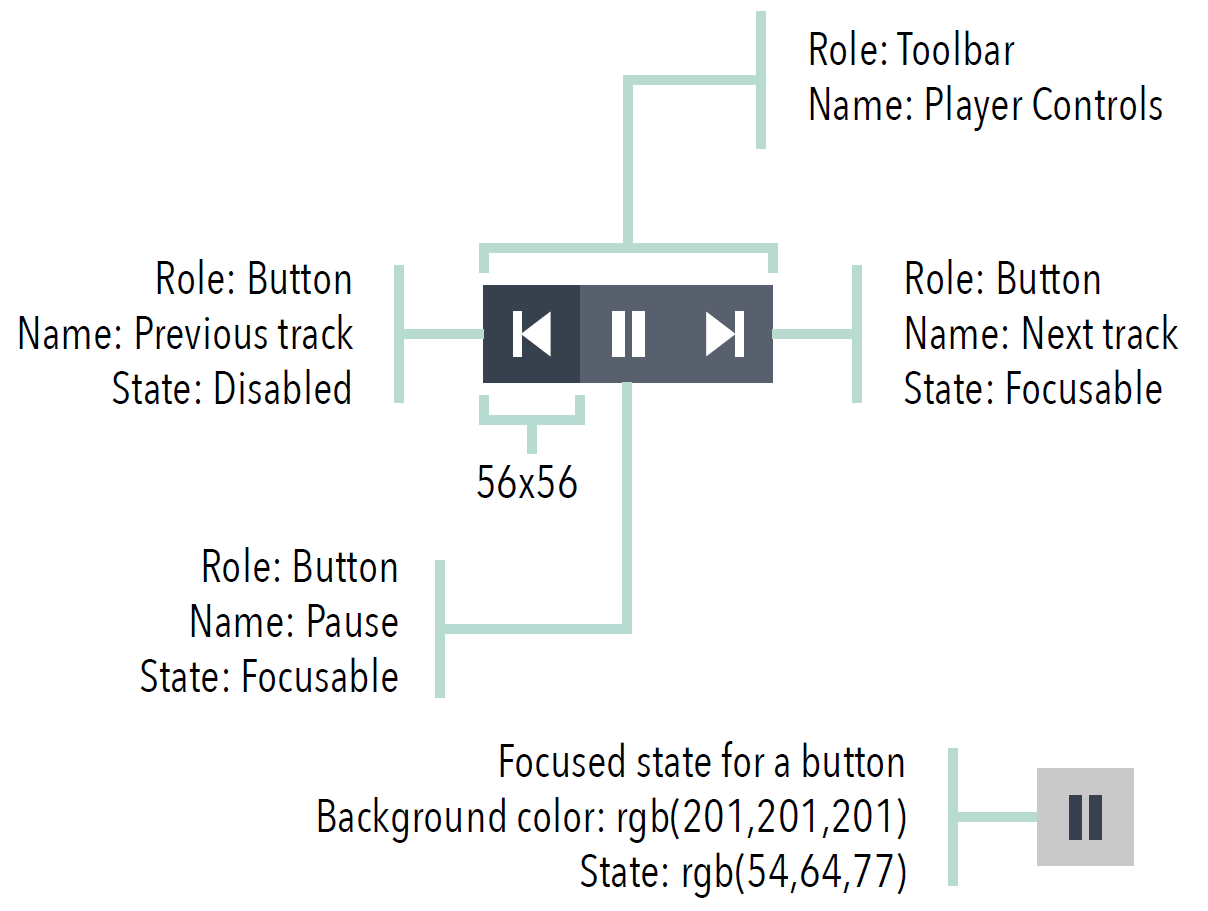 Role: Toolbar
Name: Player Controls
Role: Button
Name: Previous track
State: Disabled
Role: Button
Name: Next track
State: Focusable
56x56
Role: Button
Name: Pause
State: Focusable
Focused state for a button
Background color: rgb(201,201,201)
State: rgb(54,64,77)